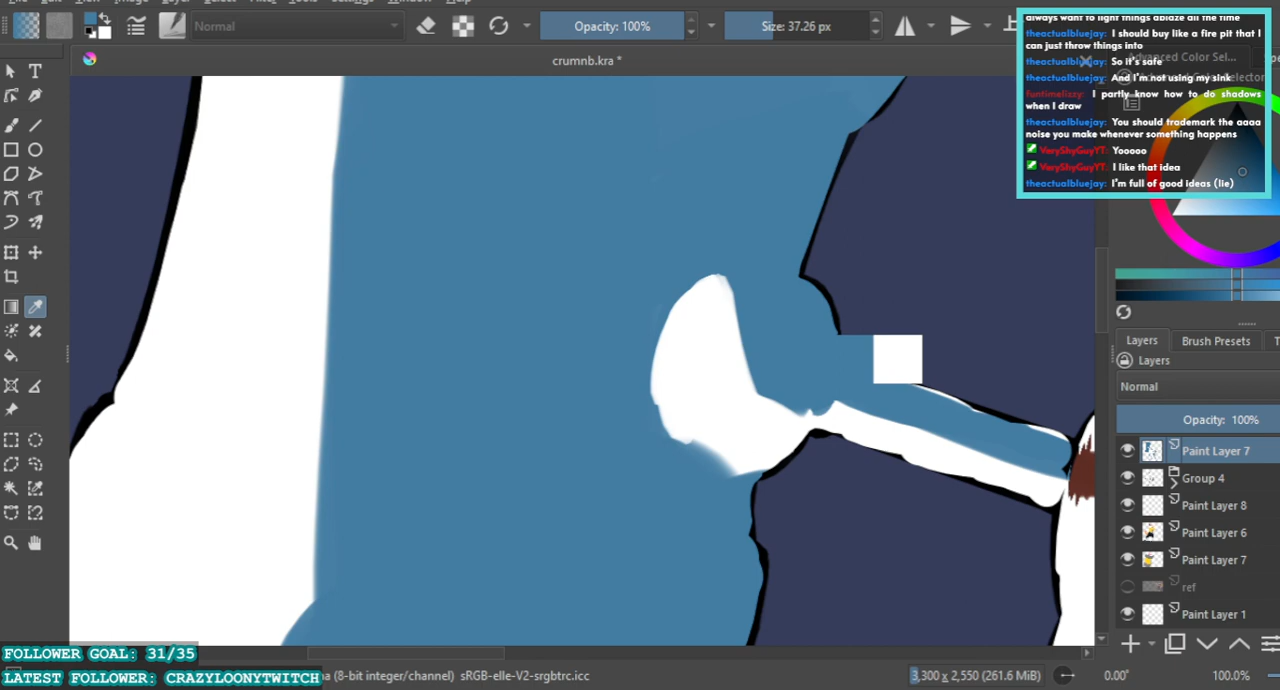 Normal
Opacity: 100%
Size: 37.26 px
crumnb.kra *
always want to light things ablaze all the time
theactualbluejay: I should buy like a fire pit that I
can just throw things into
theactualbluejay: So it's safe
theactualbluejay: And I'm not using my sink
funtimelizzy: I partly know how to do shadows
when I draw
theactualbluejay: You should trademark the aaaa
noise you make whenever something happens
VeryShyGuyYT: Yooooo
VeryShyGuyYT: I like that idea
theactualbluejay: I'm full of good ideas (lie)
Advanced Color Sel...
Layers
Brush Presets
Layers
Normal
Opacity: 100%
Paint Layer 7
Group 4
Paint Layer 8
Paint Layer 6
Paint Layer 7
ref
Paint Layer 1
FOLLOWER GOAL: 31/35
LATEST FOLLOWER: CRAZYLOONYTWITCH
(8-bit integer/channel) sRGB-elle-V2-srgbtrc.icc
3,300 x 2,550 (261.6 MiB)
0.00°
100.0%